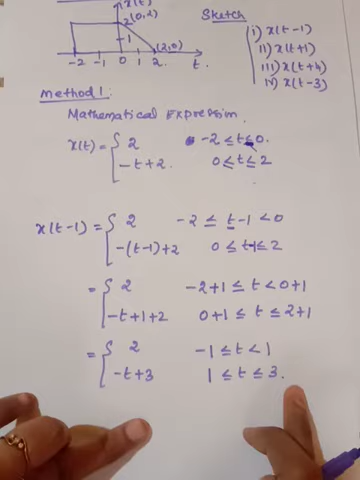 x(t)
2 (0,2)
1
(2,0)
-2 -1 0 1 2 t
Sketch
i) x(t-1)
ii) x(t+1)
iii) x(t+4)
iv) x(t-3)
Method 1:
Mathematical Expression
x(t) = { 2 -2 ≤ t ≤ 0.
-t+2. 0 ≤ t ≤ 2
x(t-1) = { 2 -2 ≤ t-1 < 0
-(t-1)+2 0 ≤ t-1 ≤ 2
= { 2 -2+1 ≤ t < 0+1
-t+1+2 0+1 ≤ t ≤ 2+1
= { 2 -1 ≤ t < 1
-t+3 1 ≤ t ≤ 3.